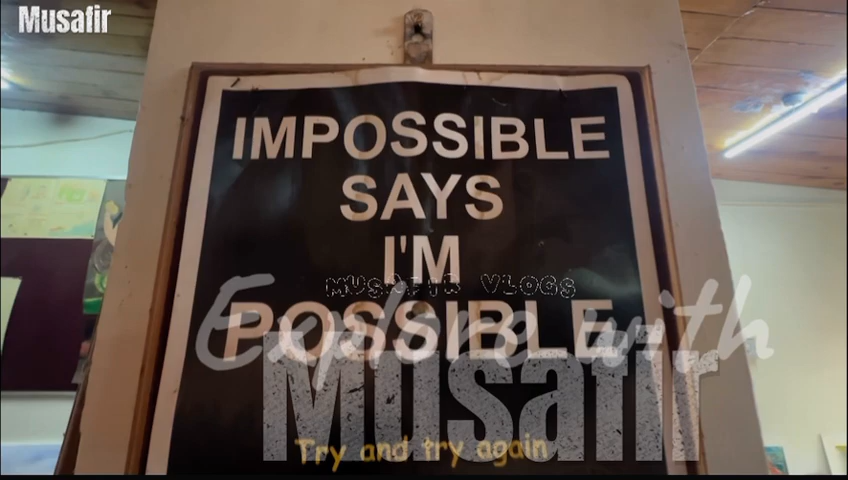 Musafir
IMPOSSIBLE
SAYS
I'M
MUSAFIR VLOGS
POSSIBLE
Explore with
Musafir
Try and try again